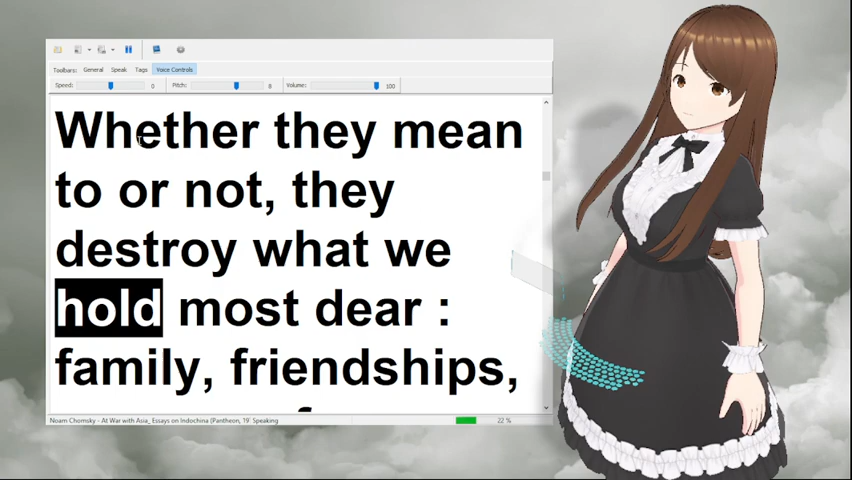 Toolbars: General Speak Tags Voice Controls
Speed: 0 Pitch: 8 Volume: 100
Whether they mean
to or not, they
destroy what we
hold most dear :
family, friendships,
Noam Chomsky - At War with Asia_ Essays on Indochina (Pantheon, 19 Speaking 22 %